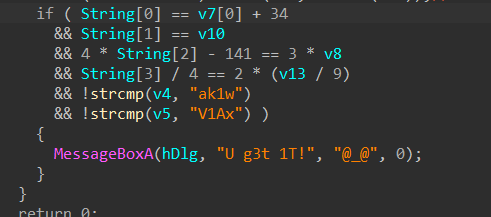 if ( String[0] == v7[0] + 34
&& String[1] == v10
&& 4 * String[2] - 141 == 3 * v8
&& String[3] / 4 == 2 * (v13 / 9)
&& !strcmp(v4, "ak1w")
&& !strcmp(v5, "V1Ax") )
{
MessageBoxA(hDlg, "U g3t 1T!", "@_@", 0);
}
}
return 0;